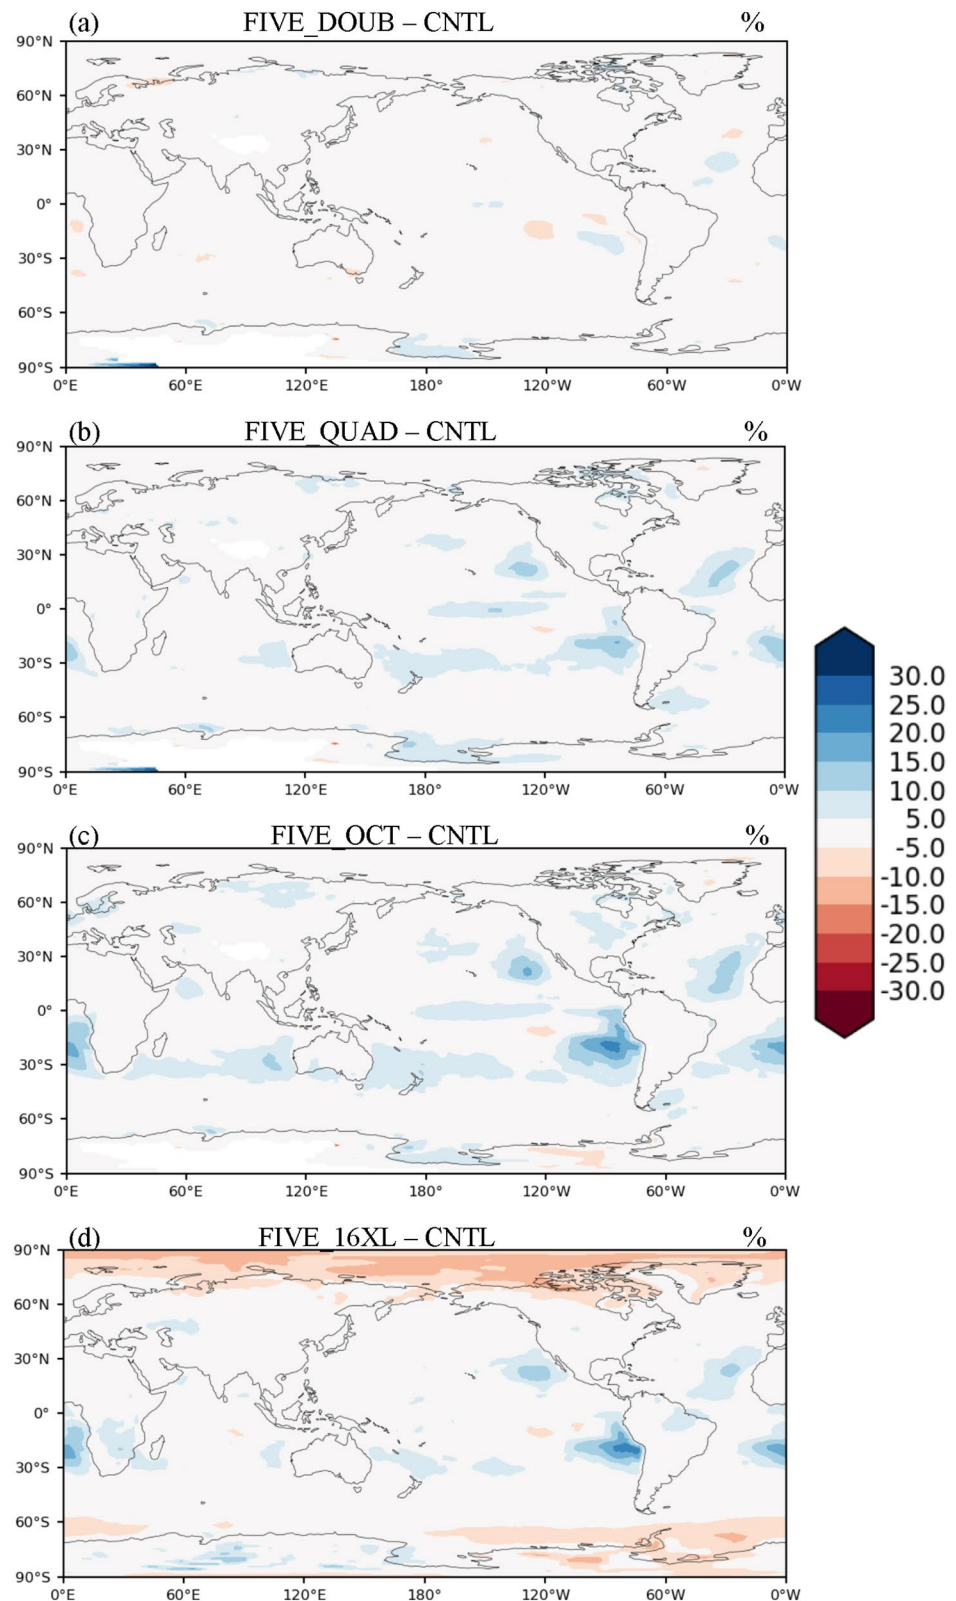 (a) FIVE_DOUB – CNTL %
90°N
60°N
30°N
0°
30°S
60°S
90°S
0°E 60°E 120°E 180° 120°W 60°W 0°W
(b) FIVE_QUAD – CNTL %
90°N
60°N
30°N
0°
30°S
60°S
90°S
0°E 60°E 120°E 180° 120°W 60°W 0°W
30.0
25.0
20.0
15.0
10.0
5.0
-5.0
-10.0
-15.0
-20.0
-25.0
-30.0
(c) FIVE_OCT – CNTL %
90°N
60°N
30°N
0°
30°S
60°S
90°S
0°E 60°E 120°E 180° 120°W 60°W 0°W
(d) FIVE_16XL – CNTL %
90°N
60°N
30°N
0°
30°S
60°S
90°S
0°E 60°E 120°E 180° 120°W 60°W 0°W